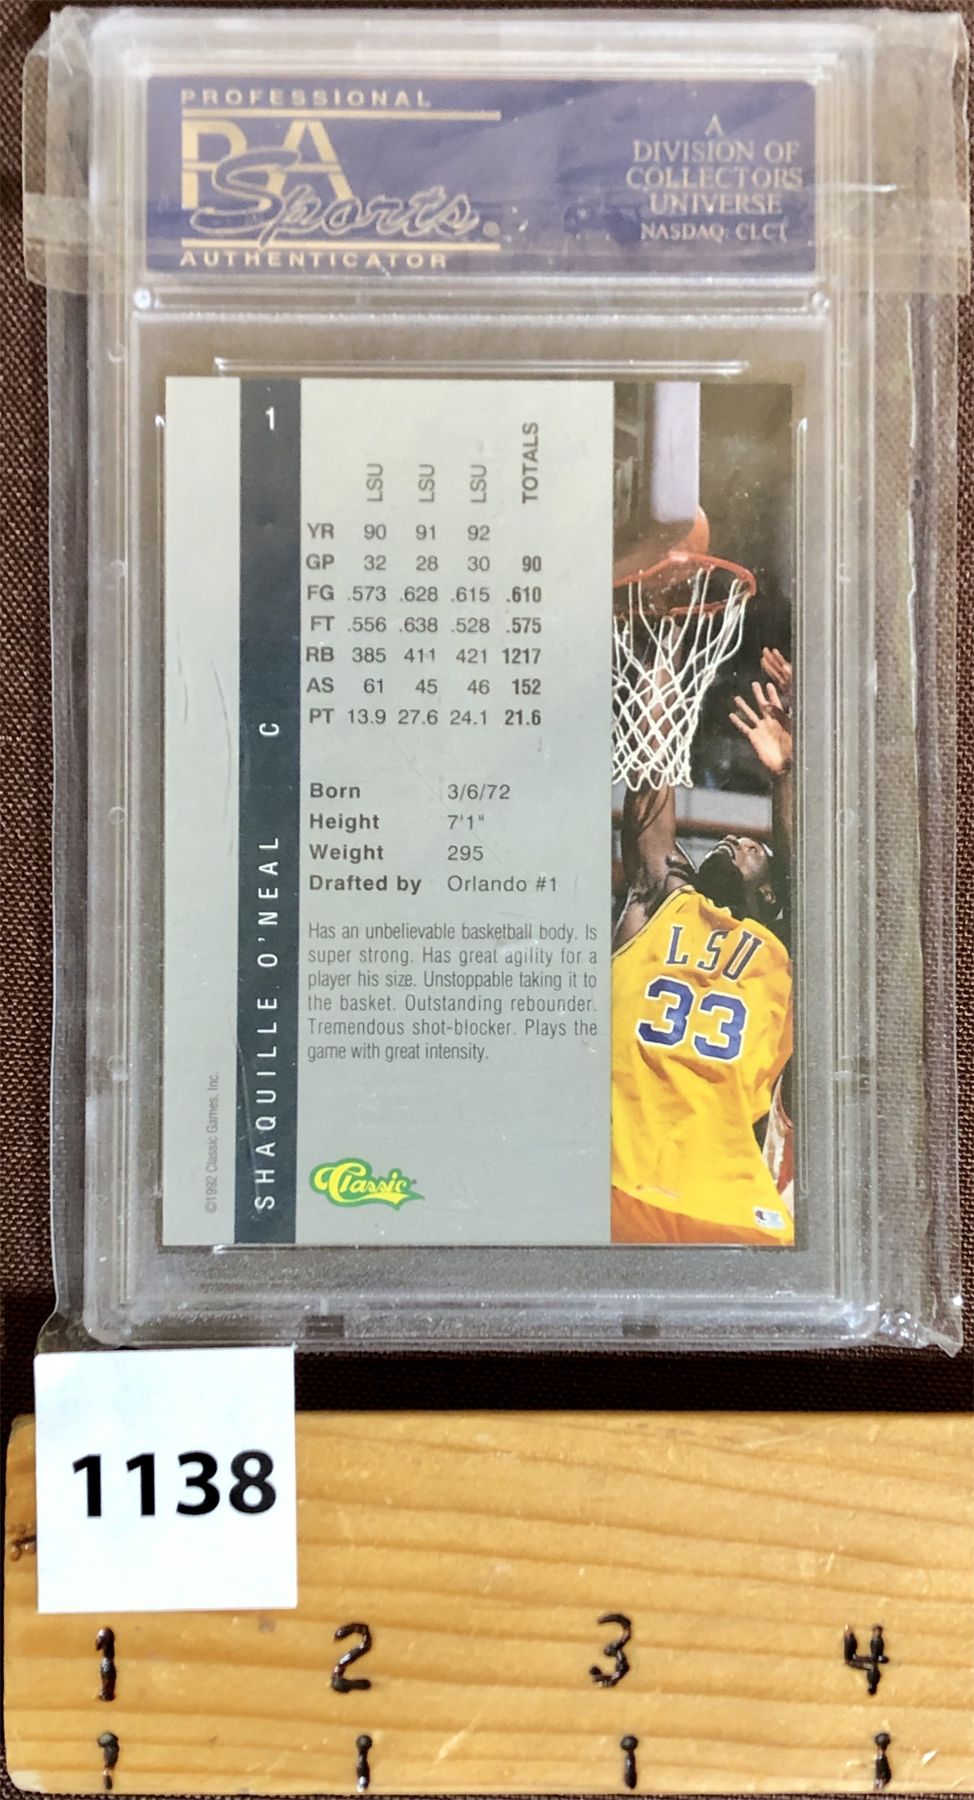 PROFESSIONAL
PSA
Sports.
AUTHENTICATOR
A
DIVISION OF
COLLECTORS
UNIVERSE
NASDAQ: CLCT
1
SHAQUILLE O'NEAL C
©1992 Classic Games, Inc.
LSU LSU LSU TOTALS
YR 90 91 92
GP 32 28 30 90
FG .573 .628 .615 .610
FT .556 .638 .528 .575
RB 385 411 421 1217
AS 61 45 46 152
PT 13.9 27.6 24.1 21.6
Born 3/6/72
Height 7'1"
Weight 295
Drafted by Orlando #1
Has an unbelievable basketball body. Is
super strong. Has great agility for a
player his size. Unstoppable taking it to
the basket. Outstanding rebounder.
Tremendous shot-blocker. Plays the
game with great intensity.
Classic
LSU
33
1138
1 2 3 4